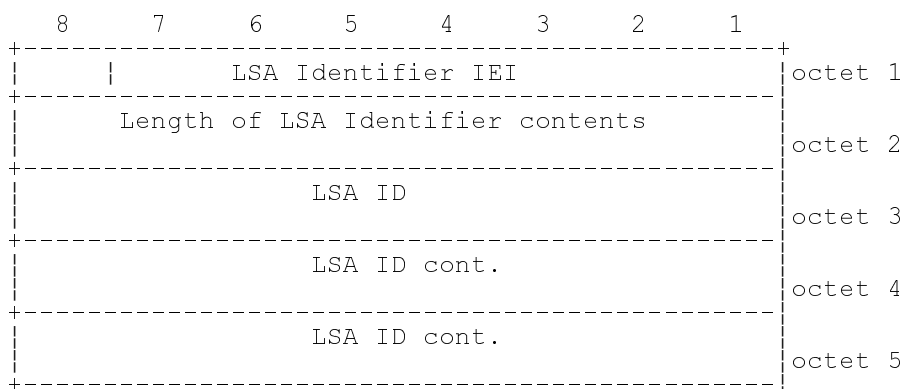 8 7 6 5 4 3 2 1
LSA Identifier IEI octet 1
Length of LSA Identifier contents
octet 2
LSA ID
octet 3
LSA ID cont.
octet 4
LSA ID cont.
octet 5